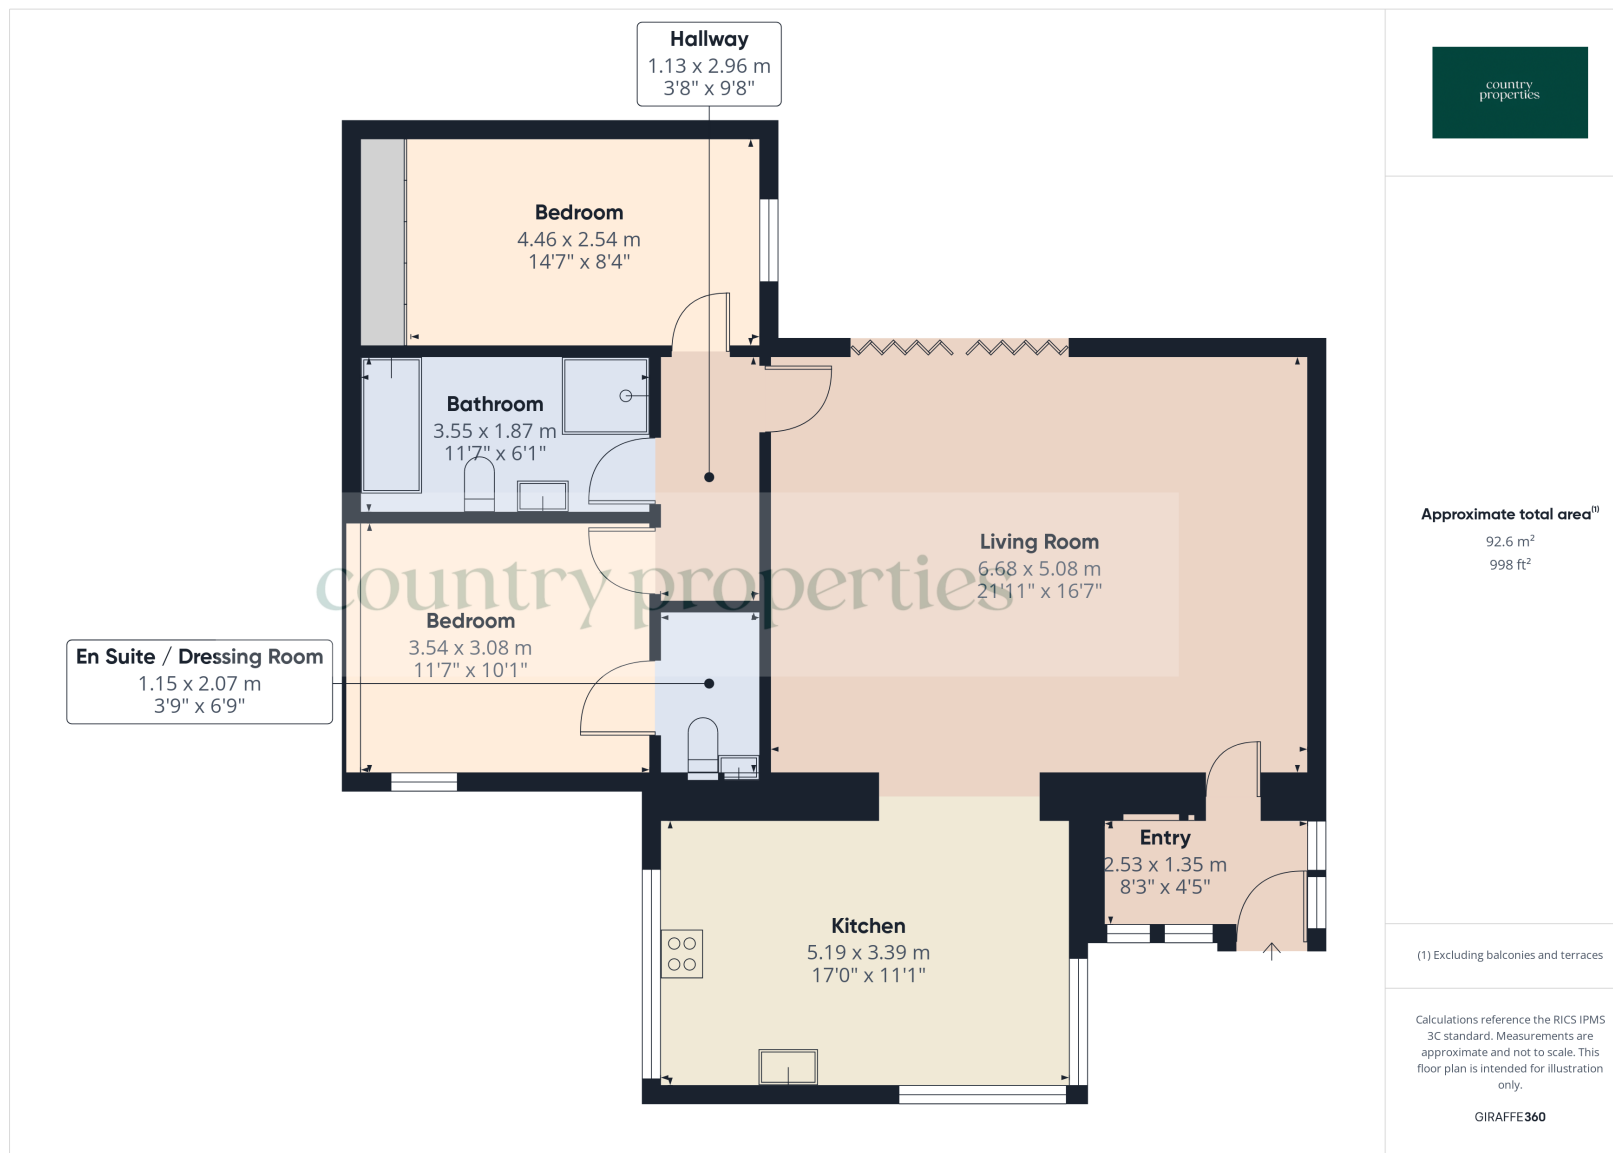 Hallway
1.13 x 2.96 m
3'8" x 9'8"
country
properties
Bedroom
4.46 x 2.54 m
14'7" x 8'4"
Bathroom
3.55 x 1.87 m
11'7" x 6'1"
Living Room
6.68 x 5.08 m
21'11" x 16'7"
country properties
Bedroom
3.54 x 3.08 m
11'7" x 10'1"
En Suite / Dressing Room
1.15 x 2.07 m
3'9" x 6'9"
Entry
2.53 x 1.35 m
8'3" x 4'5"
Kitchen
5.19 x 3.39 m
17'0" x 11'1"
Approximate total area(1)
92.6 m²
998 ft²
(1) Excluding balconies and terraces
Calculations reference the RICS IPMS
3C standard. Measurements are
approximate and not to scale. This
floor plan is intended for illustration
only.
GIRAFFE360